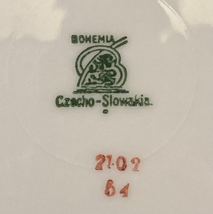 BOHEMIA
Czecho-Slowakia.
2102
64